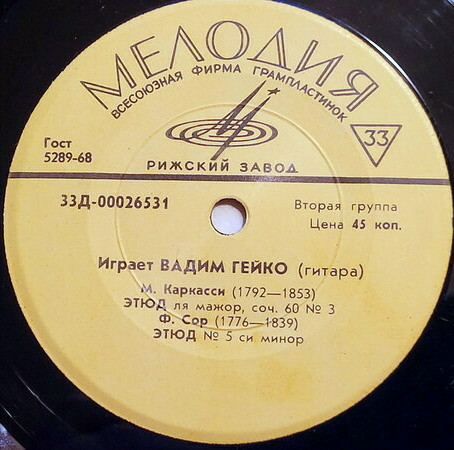 МЕЛОДИЯ
ВСЕСОЮЗНАЯ ФИРМА ГРАМПЛАСТИНОК
33
Гост
5289-68
РИЖСКИЙ ЗАВОД
33Д-00026531
Вторая группа
Цена 45 коп.
Играет ВАДИМ ГЕЙКО (гитара)
М. Каркасси (1792—1853)
ЭТЮД ля мажор, соч. 60 № 3
Ф. Сор (1776—1839)
ЭТЮД № 5 си минор